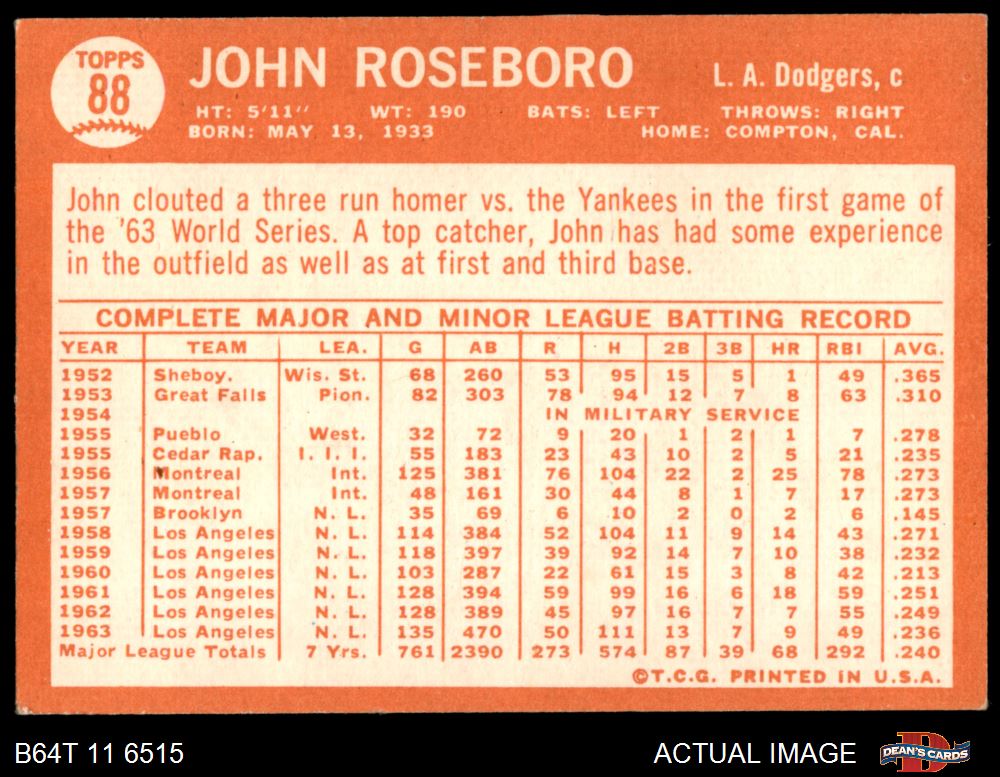 TOPPS
88
JOHN ROSEBORO
L. A. Dodgers, c
HT: 5'11" WT: 190 BATS: LEFT THROWS: RIGHT
BORN: MAY 13, 1933 HOME: COMPTON, CAL.
John clouted a three run homer vs. the Yankees in the first game of
the '63 World Series. A top catcher, John has had some experience
in the outfield as well as at first and third base.
COMPLETE MAJOR AND MINOR LEAGUE BATTING RECORD
YEAR TEAM LEA. G AB R H 2B 3B HR RBI AVG.
1952 Sheboy. Wis. St. 68 260 53 95 15 5 1 49 .365
1953 Great Falls Pion. 82 303 78 94 12 7 8 63 .310
1954 IN MILITARY SERVICE
1955 Pueblo West. 32 72 9 20 1 2 1 7 .278
1955 Cedar Rap. I. I. I. 55 183 23 43 10 2 5 21 .235
1956 Montreal Int. 125 381 76 104 22 2 25 78 .273
1957 Montreal Int. 48 161 30 44 8 1 7 17 .273
1957 Brooklyn N. L. 35 69 6 10 2 0 2 6 .145
1958 Los Angeles N. L. 114 384 52 104 11 9 14 43 .271
1959 Los Angeles N. L. 118 397 39 92 14 7 10 38 .232
1960 Los Angeles N. L. 103 287 22 61 15 3 8 42 .213
1961 Los Angeles N. L. 128 394 59 99 16 6 18 59 .251
1962 Los Angeles N. L. 128 389 45 97 16 7 7 55 .249
1963 Los Angeles N. L. 135 470 50 111 13 7 9 49 .236
Major League Totals 7 Yrs. 761 2390 273 574 87 39 68 292 .240
©T.C.G. PRINTED IN U.S.A.
B64T 11 6515
ACTUAL IMAGE
DEAN'S CARDS